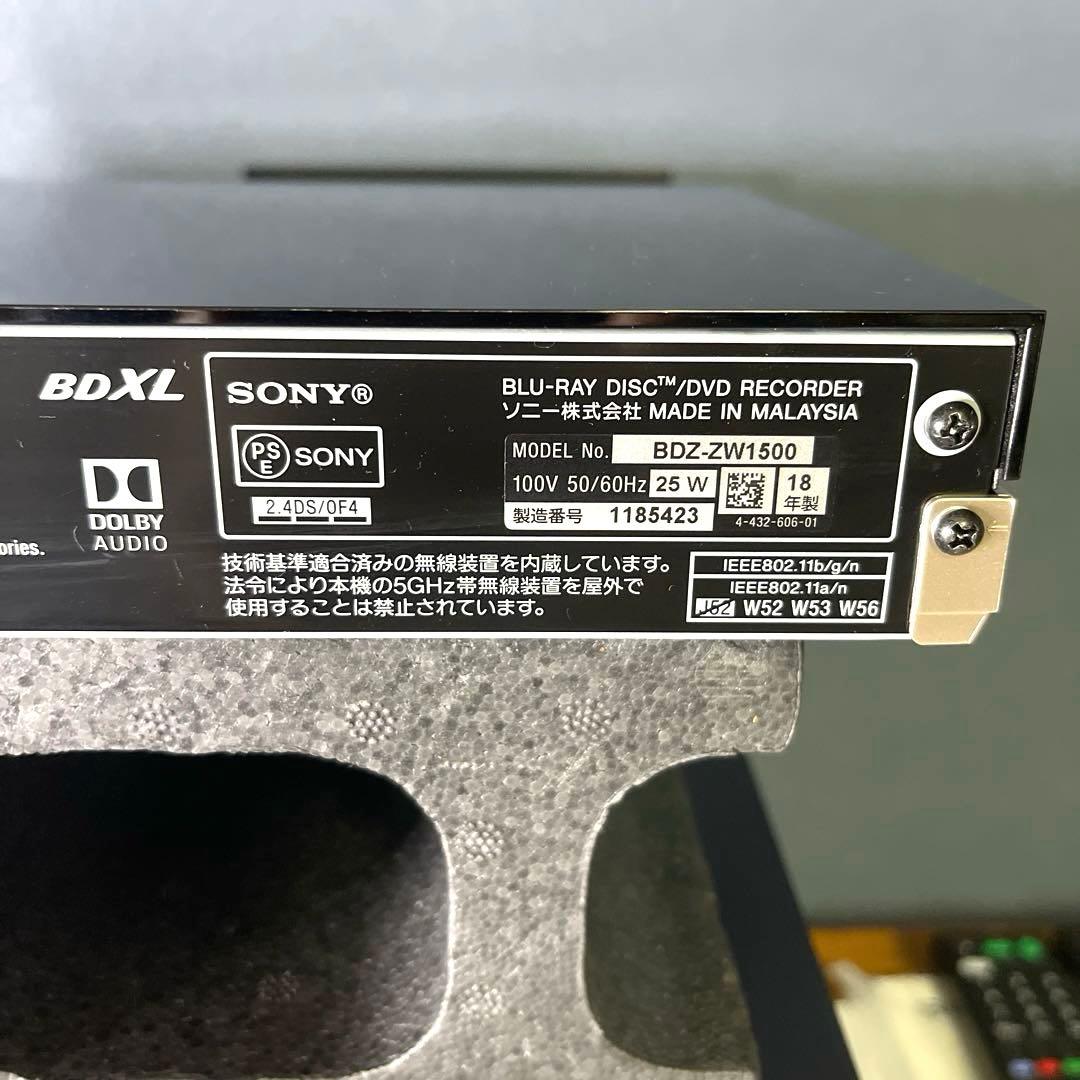 BDXL
DOLBY
AUDIO
ories.
SONY®
PS
E
SONY
2.4DS/OF4
BLU-RAY DISC™/DVD RECORDER
ソニー株式会社 MADE IN MALAYSIA
MODEL No. BDZ-ZW1500
100V 50/60Hz 25 W
18
年製
製造番号 1185423
4-432-606-01
技術基準適合済みの無線装置を内蔵しています。
法令により本機の5GHz帯無線装置を屋外で
使用することは禁止されています。
IEEE802.11b/g/n
IEEE802.11a/n
J52 W52 W53 W56